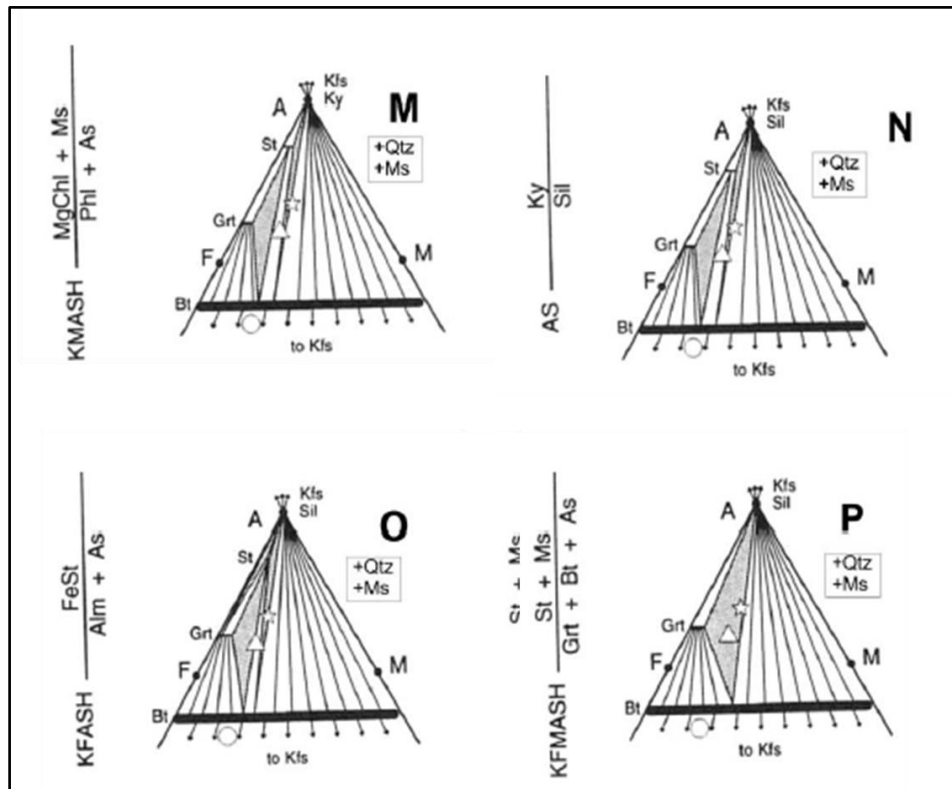 KMASH
MgChl + Ms
Phl + As
A
Kfs
Ky
M
+Qtz
+Ms
St
Grt
F
M
Bt
to Kfs
AS
Ky
Sil
A
Kfs
Sil
N
+Qtz
+Ms
St
Grt
F
M
Bt
to Kfs
KFASH
FeSt
Alm + As
A
Kfs
Sil
O
+Qtz
+Ms
St
Grt
F
M
Bt
to Kfs
KFMASH
St + Ms
Grt + Bt + As
A
Kfs
Sil
P
+Qtz
+Ms
Grt
F
M
Bt
to Kfs